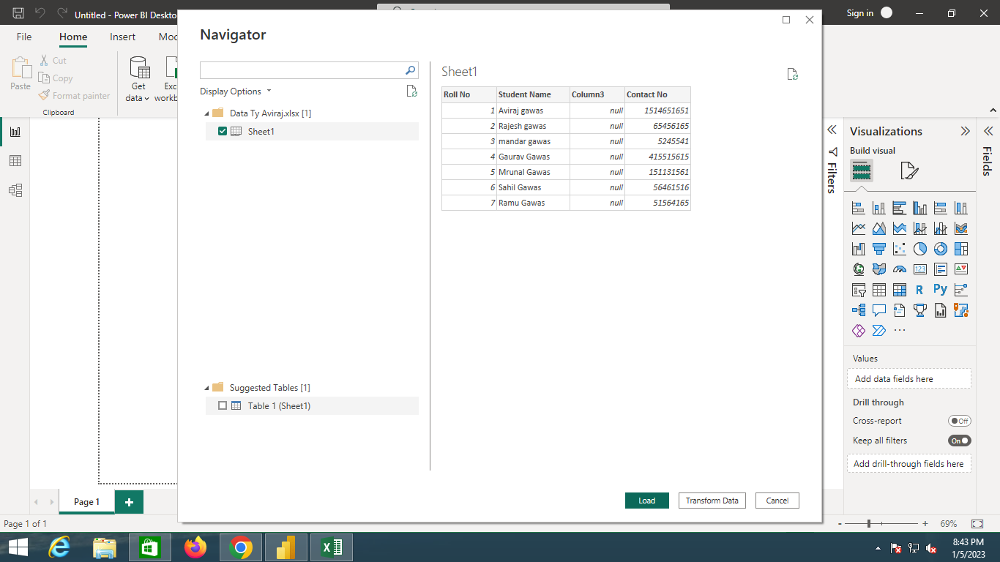 Untitled - Power BI Deskto
Sign in
File
Home
Insert
Mod
Paste
Cut
Copy
Format painter
Clipboard
Get
data
Exc
workb
Navigator
Display Options
Data Ty Aviraj.xlsx [1]
Sheet1
Suggested Tables [1]
Table 1 (Sheet1)
Sheet1
Roll No Student Name Column3 Contact No
1 Aviraj gawas null 1514651651
2 Rajesh gawas null 65456165
3 mandar gawas null 5245541
4 Gaurav Gawas null 415515615
5 Mrunal Gawas null 151131561
6 Sahil Gawas null 56461516
7 Ramu Gawas null 51564165
Load
Transform Data
Cancel
Filters
Visualizations
Build visual
123
R
Py
Values
Add data fields here
Drill through
Cross-report
Off
Keep all filters
On
Add drill-through fields here
Fields
Page 1
Page 1 of 1
- + 69%
8:43 PM
1/5/2023